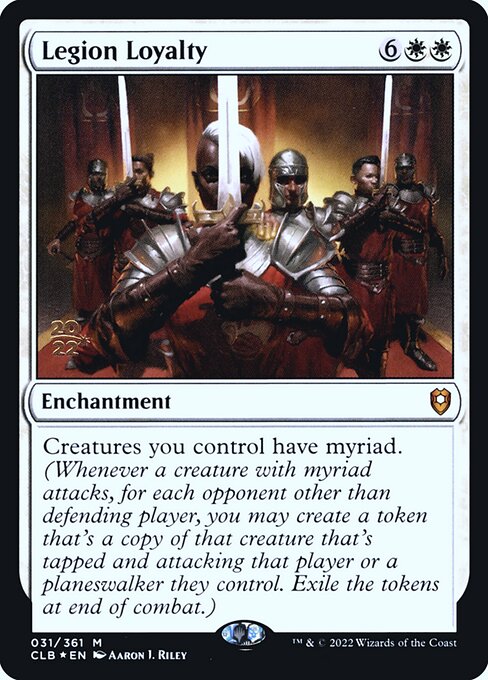 Legion Loyalty 6
20
22
Enchantment
Creatures you control have myriad.
(Whenever a creature with myriad
attacks, for each opponent other than
defending player, you may create a token
that's a copy of that creature that's
tapped and attacking that player or a
planeswalker they control. Exile the tokens
at end of combat.)
031/361 M
CLB★EN AARON J. RILEY
™ & © 2022 Wizards of the Coast